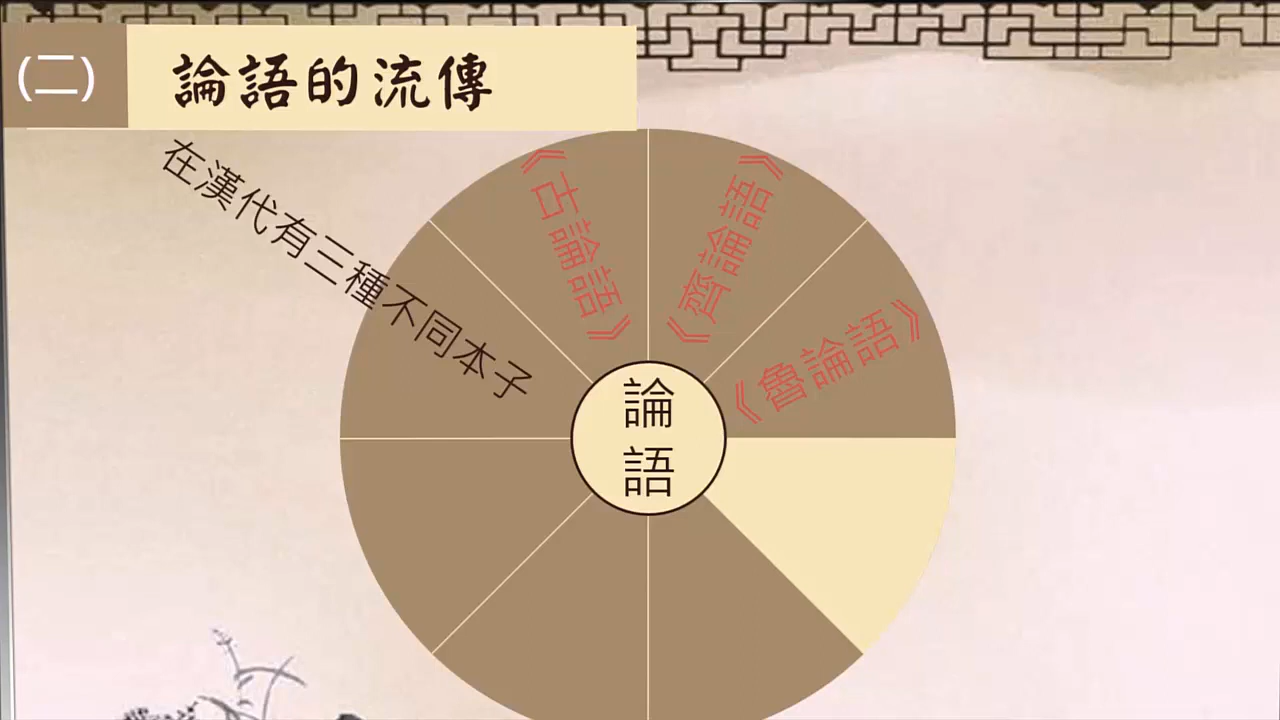 (二)
論語的流傳
在漢代有三種不同本子
《古論語》
《齊論語》
《魯論語》
論
語